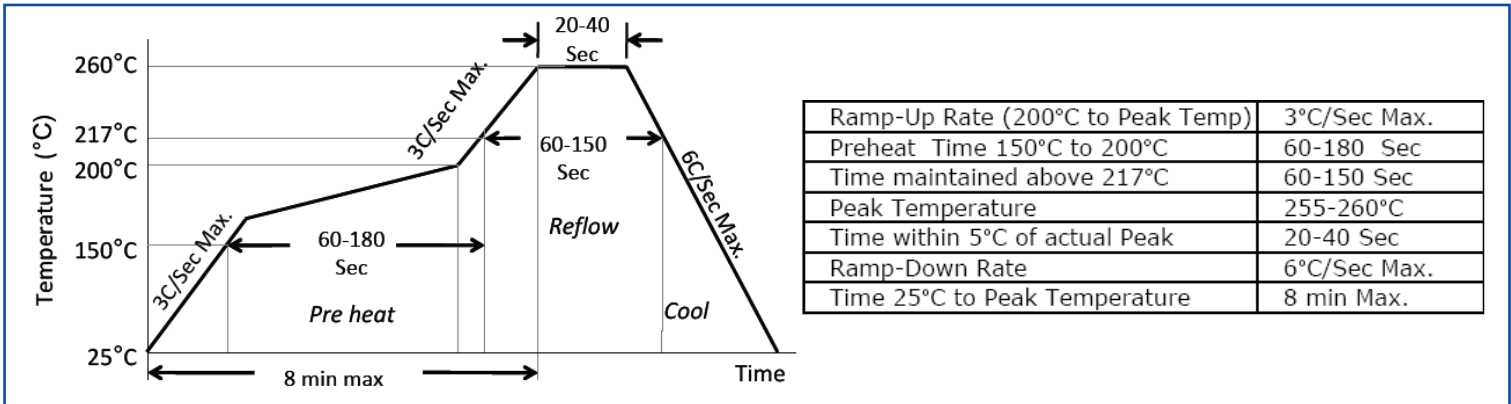 20-40
Sec
260°C
217°C
200°C
150°C
25°C
Temperature (°C)
3C/Sec Max.
3C/Sec Max.
60-150
Sec
6C/Sec Max.
Reflow
60-180
Sec
Pre heat
Cool
8 min max
Time
Ramp-Up Rate (200°C to Peak Temp) 3°C/Sec Max.
Preheat Time 150°C to 200°C 60-180 Sec
Time maintained above 217°C 60-150 Sec
Peak Temperature 255-260°C
Time within 5°C of actual Peak 20-40 Sec
Ramp-Down Rate 6°C/Sec Max.
Time 25°C to Peak Temperature 8 min Max.